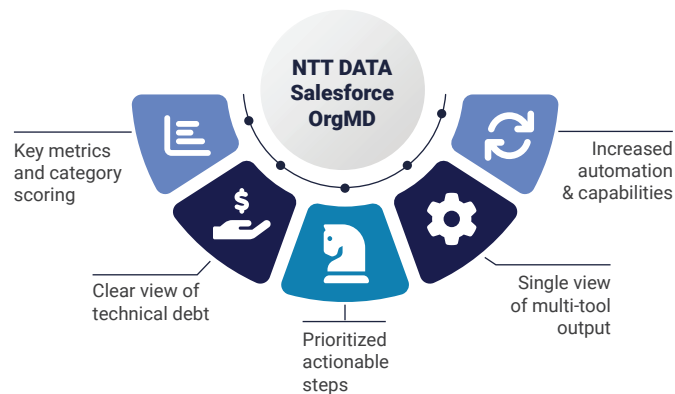 NTT DATA
Salesforce
OrgMD
Key metrics
and category
scoring
Clear view of
technical debt
Prioritized
actionable
steps
Single view
of multi-tool
output
Increased
automation
& capabilities
$